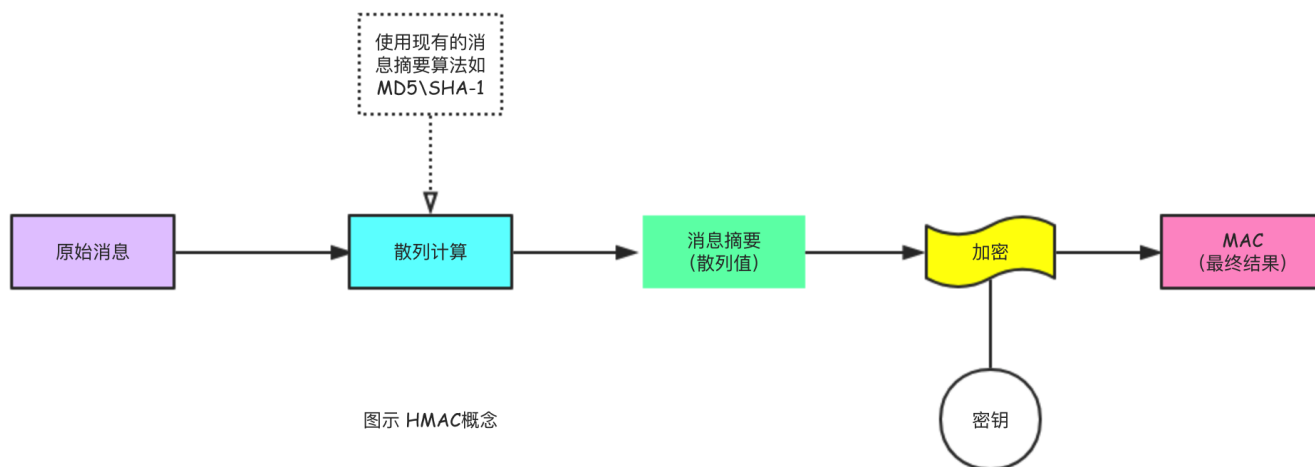 使用现有的消
息摘要算法如
MD5\SHA-1
原始消息
散列计算
消息摘要
（散列值）
加密
MAC
（最终结果）
密钥
图示 HMAC概念